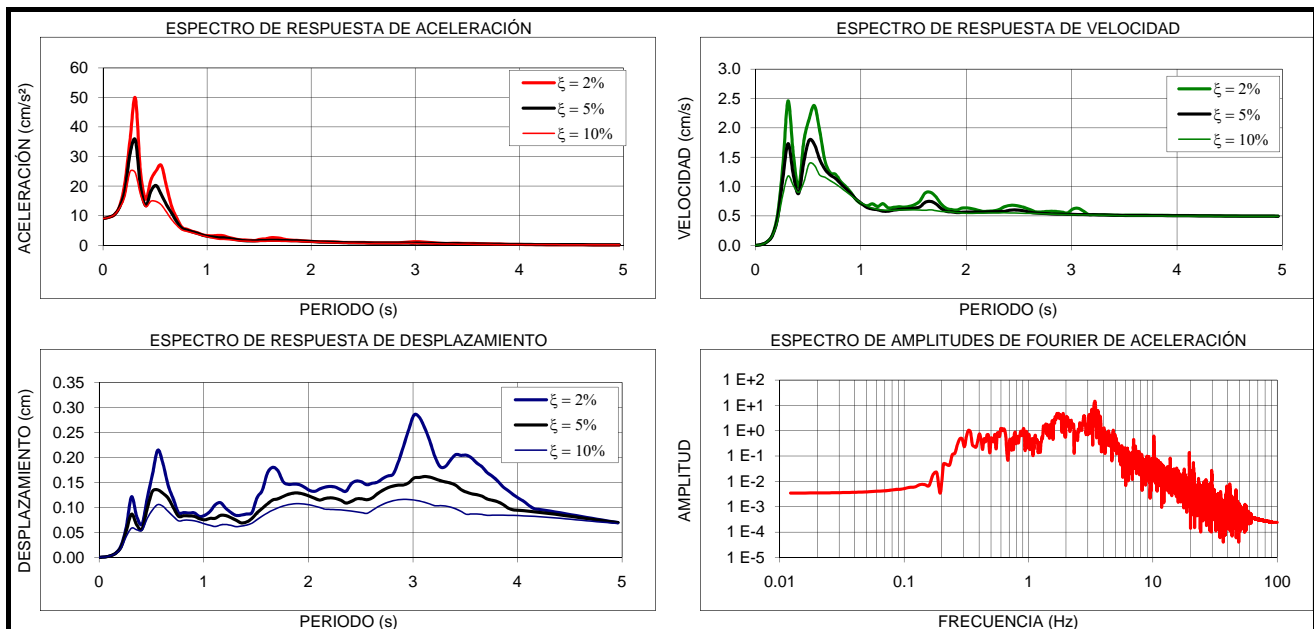 ESPECTRO DE RESPUESTA DE ACELERACIÓN
ACELERACIÓN (cm/s²)
60
50
40
30
20
10
0
ξ = 2%
ξ = 5%
ξ = 10%
0 1 2 3 4 5
PERIODO (s)
ESPECTRO DE RESPUESTA DE VELOCIDAD
VELOCIDAD (cm/s)
3.0
2.5
2.0
1.5
1.0
0.5
0.0
ξ = 2%
ξ = 5%
ξ = 10%
0 1 2 3 4 5
PERIODO (s)
ESPECTRO DE RESPUESTA DE DESPLAZAMIENTO
DESPLAZAMIENTO (cm)
0.35
0.30
0.25
0.20
0.15
0.10
0.05
0.00
ξ = 2%
ξ = 5%
ξ = 10%
0 1 2 3 4 5
PERIODO (s)
ESPECTRO DE AMPLITUDES DE FOURIER DE ACELERACIÓN
AMPLITUD
1 E+2
1 E+1
1 E+0
1 E-1
1 E-2
1 E-3
1 E-4
1 E-5
0.01 0.1 1 10 100
FRECUENCIA (Hz)